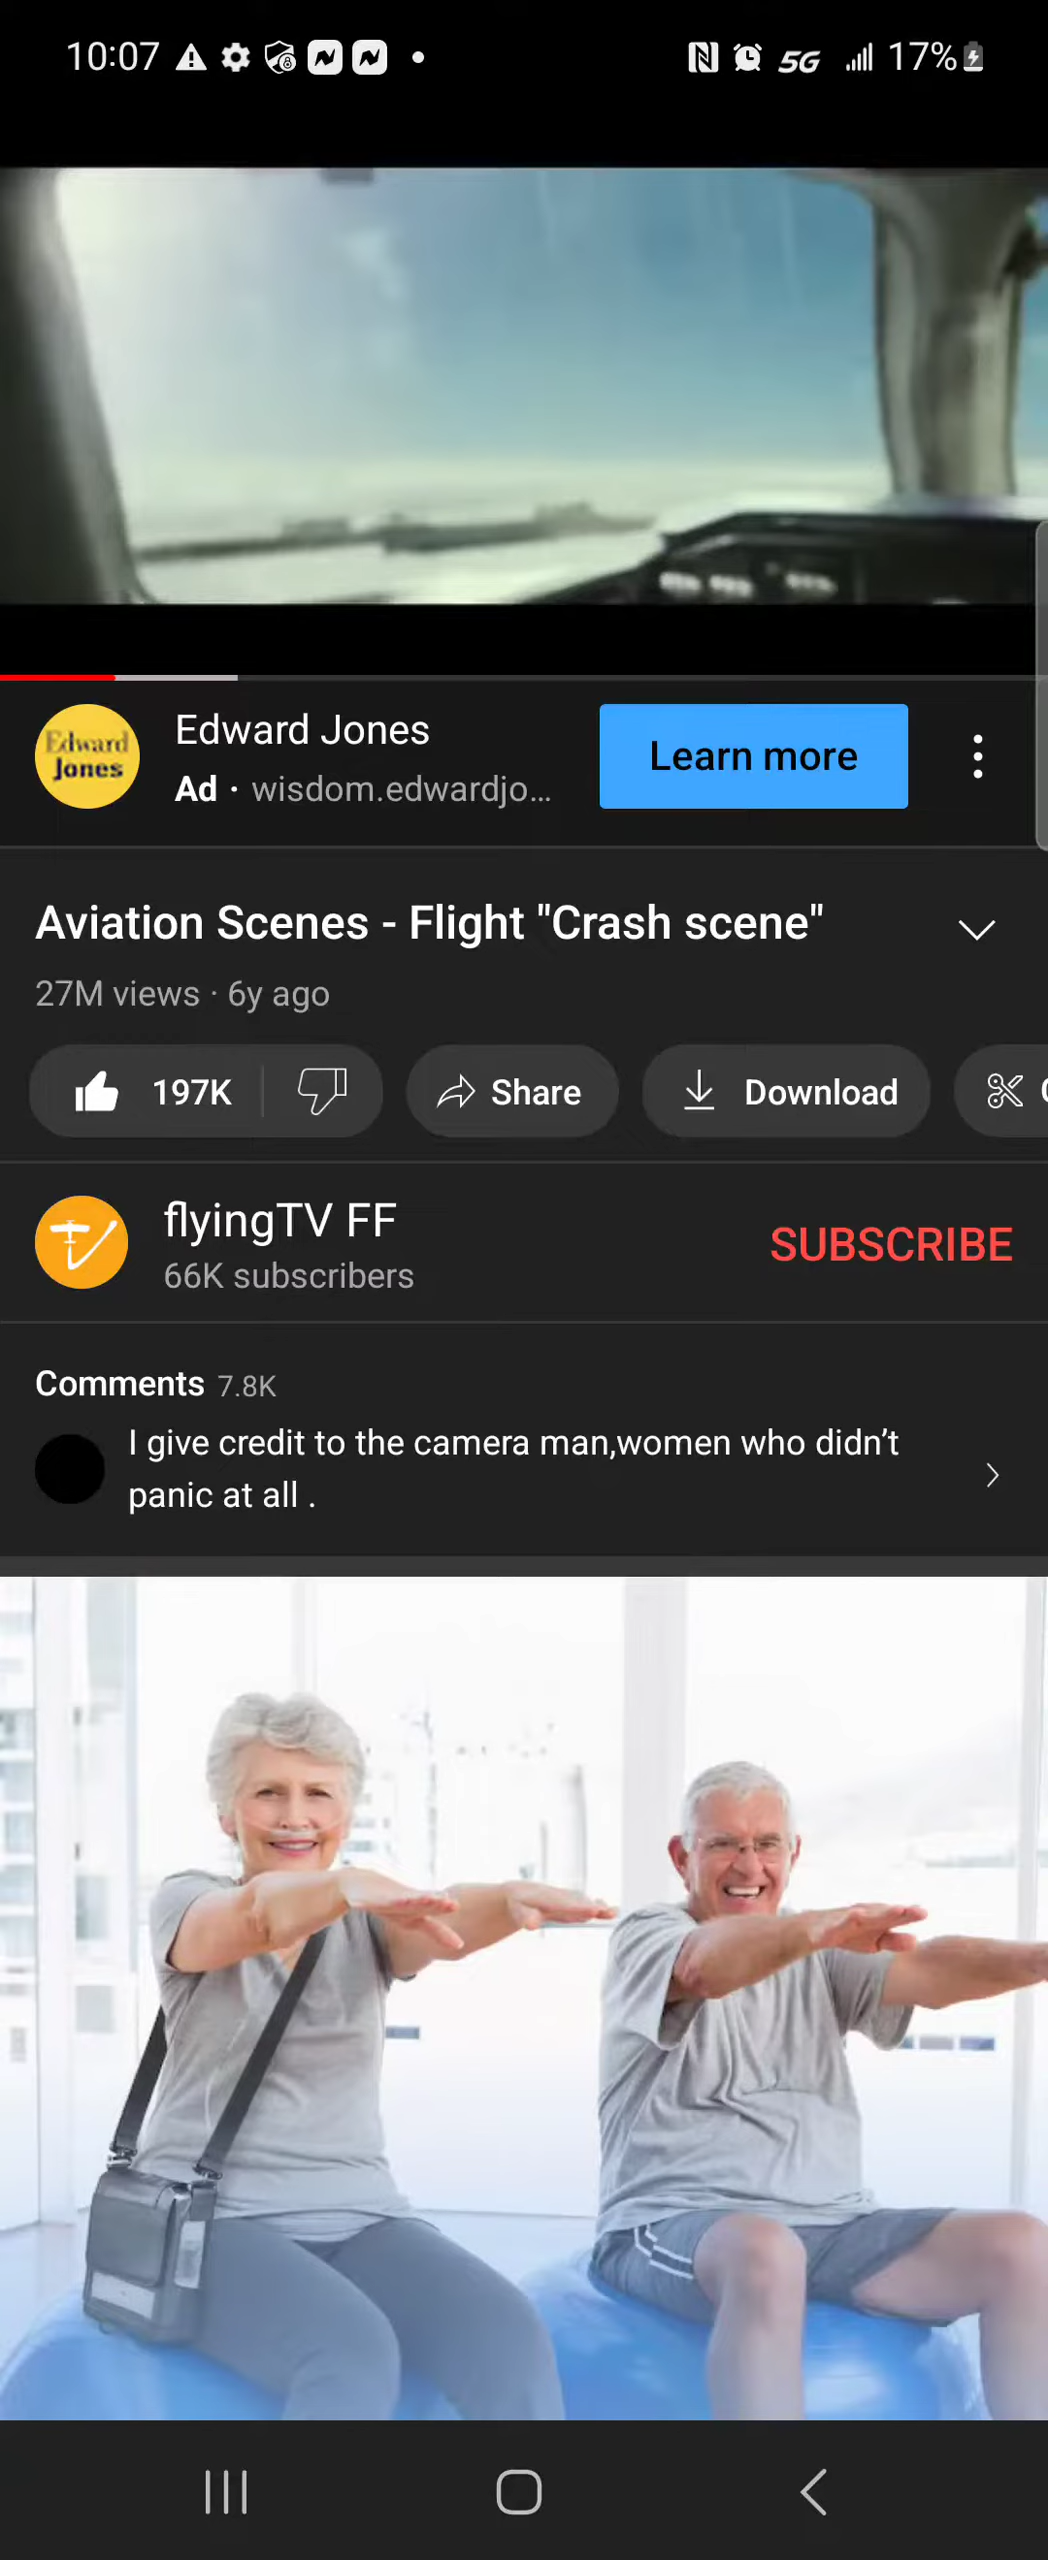 10:07 5G 17%
Edward
Jones
Edward Jones
Ad · wisdom.edwardjo...
Learn more
Aviation Scenes - Flight "Crash scene"
27M views · 6y ago
197K Share Download
flyingTV FF
66K subscribers
SUBSCRIBE
Comments 7.8K
I give credit to the camera man,women who didn’t
panic at all .